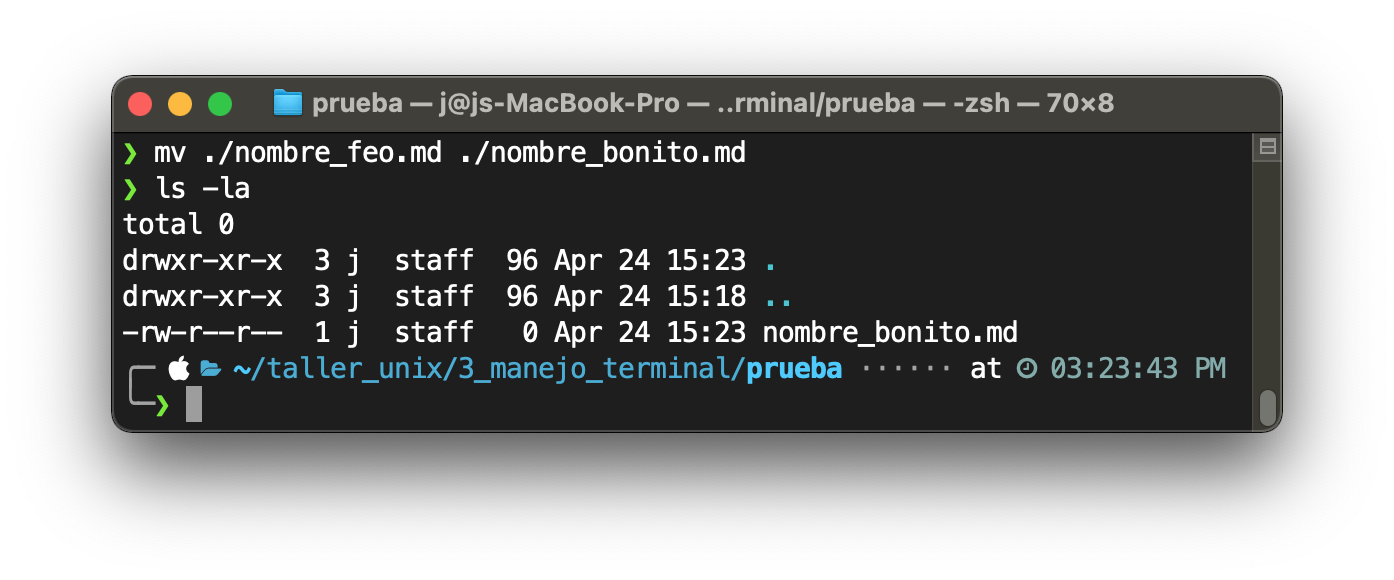 prueba — j@js-MacBook-Pro — ..rminal/prueba — -zsh — 70×8
❯ mv ./nombre_feo.md ./nombre_bonito.md
❯ ls -la
total 0
drwxr-xr-x  3 j  staff  96 Apr 24 15:23 .
drwxr-xr-x  3 j  staff  96 Apr 24 15:18 ..
-rw-r--r--  1 j  staff   0 Apr 24 15:23 nombre_bonito.md
~/taller_unix/3_manejo_terminal/prueba ······ at 03:23:43 PM
❯